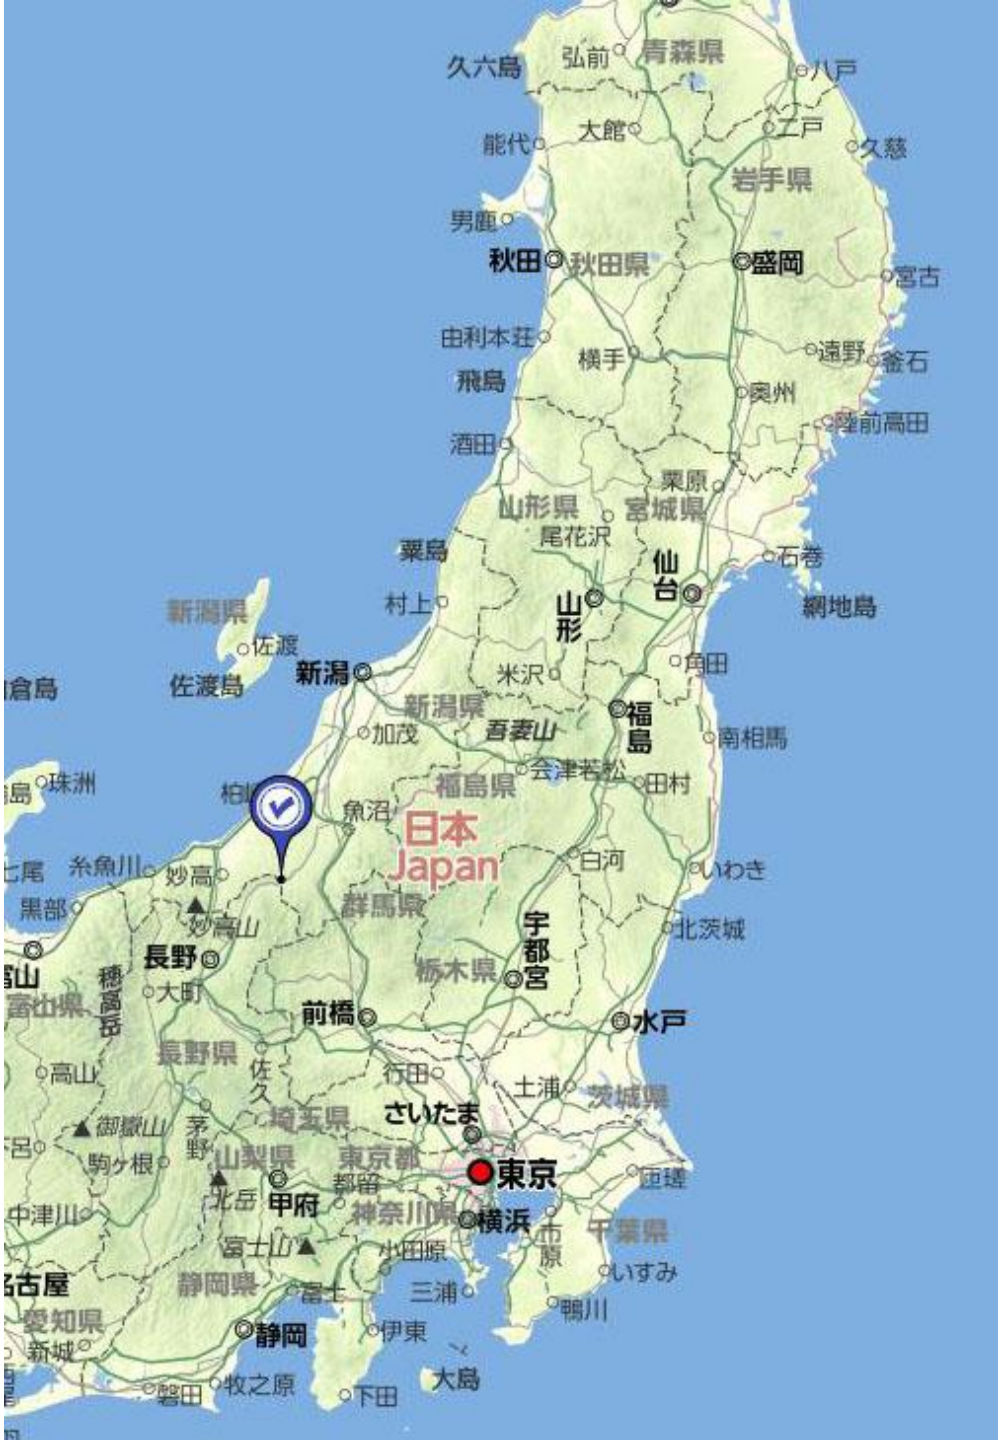 弘前
青森県
久六島
八戸
大館
二戸
能代
久慈
岩手県
男鹿
秋田
秋田県
盛岡
宮古
由利本荘
横手
遠野
釜石
飛島
奥州
陸前高田
酒田
栗原
山形県
宮城県
尾花沢
粟島
仙台
石巻
村上
山形
網地島
新潟県
佐渡
新潟
米沢
角田
倉島
佐渡島
新潟県
福島
加茂
吾妻山
南相馬
会津若松
珠洲
島
福島県
田村
柏
魚沼
日本
Japan
白河
七尾
糸魚川
妙高
いわき
黒部
群馬県
妙高山
宇都宮
北茨城
長野
富山
穂高岳
栃木県
大町
富山県
前橋
水戸
長野県
佐久
高山
行田
土浦
茨城県
さいたま
埼玉県
御嶽山
茅野
呂
駒ヶ根
山梨県
東京都
東京
匝瑳
都留
北岳
甲府
中津川
神奈川県
横浜
市原
千葉県
富士山
小田原
いすみ
名古屋
静岡県
富士
三浦
鴨川
愛知県
静岡
伊東
新城
大島
磐田
牧之原
下田